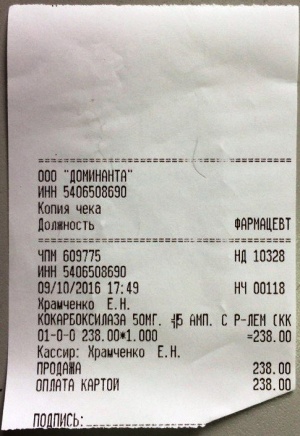 ООО "ДОМИНАНТА"
ИНН 5406508690
Копия чека
Должность ФАРМАЦЕВТ
ЧПМ 609775 НД 10328
ИНН 5406508690
09/10/2016 17:49 НЧ 00118
Храмченко Е.Н.
КОКАРБОКСИЛАЗА 50МГ. #5 АМП. С Р-ЛЕМ (КК
01-0-0 238.00*1.000 =238.00
Кассир: Храмченко Е.Н.
ПРОДАЖА 238.00
ОПЛАТА КАРТОЙ 238.00
ПОДПИСЬ: